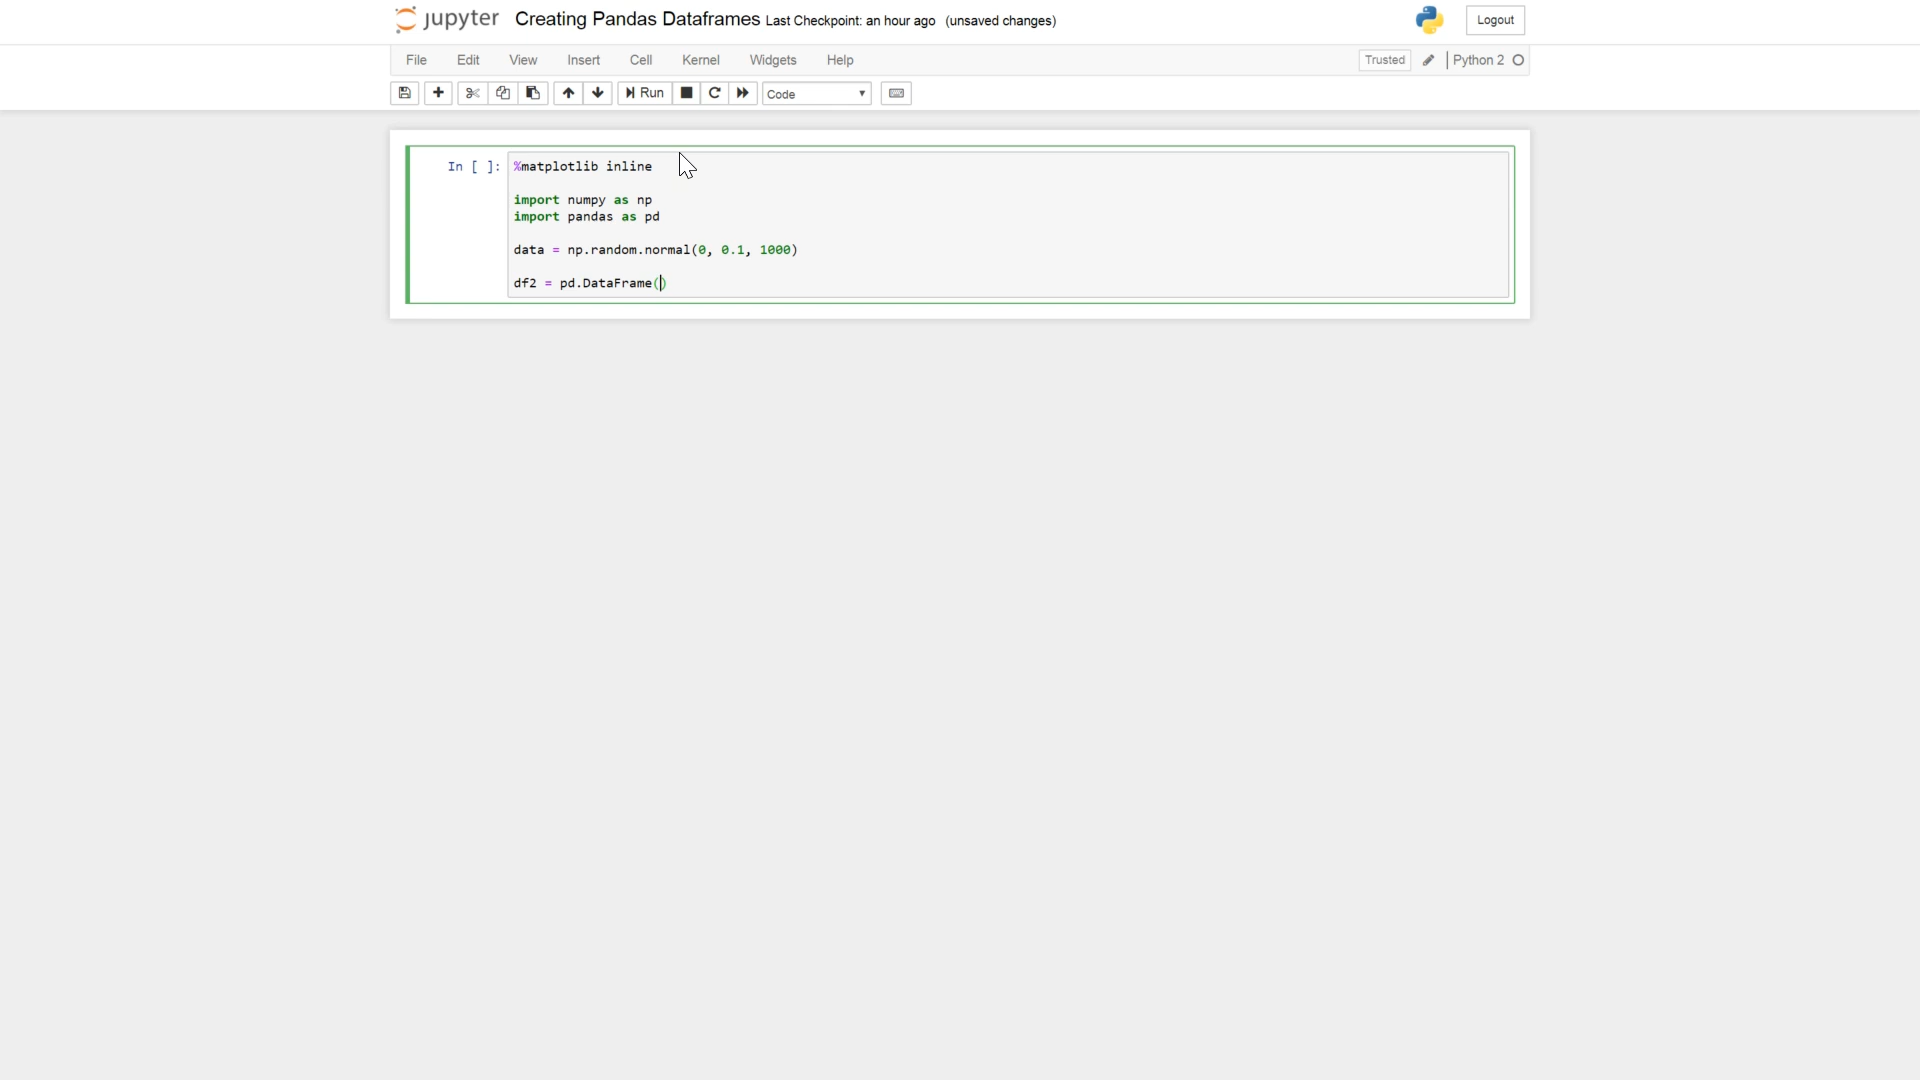 jupyter Creating Pandas Dataframes Last Checkpoint: an hour ago (unsaved changes) Logout
File Edit View Insert Cell Kernel Widgets Help Trusted Python 2
Run Code
In [ ]: %matplotlib inline
import numpy as np
import pandas as pd
data = np.random.normal(0, 0.1, 1000)
df2 = pd.DataFrame()